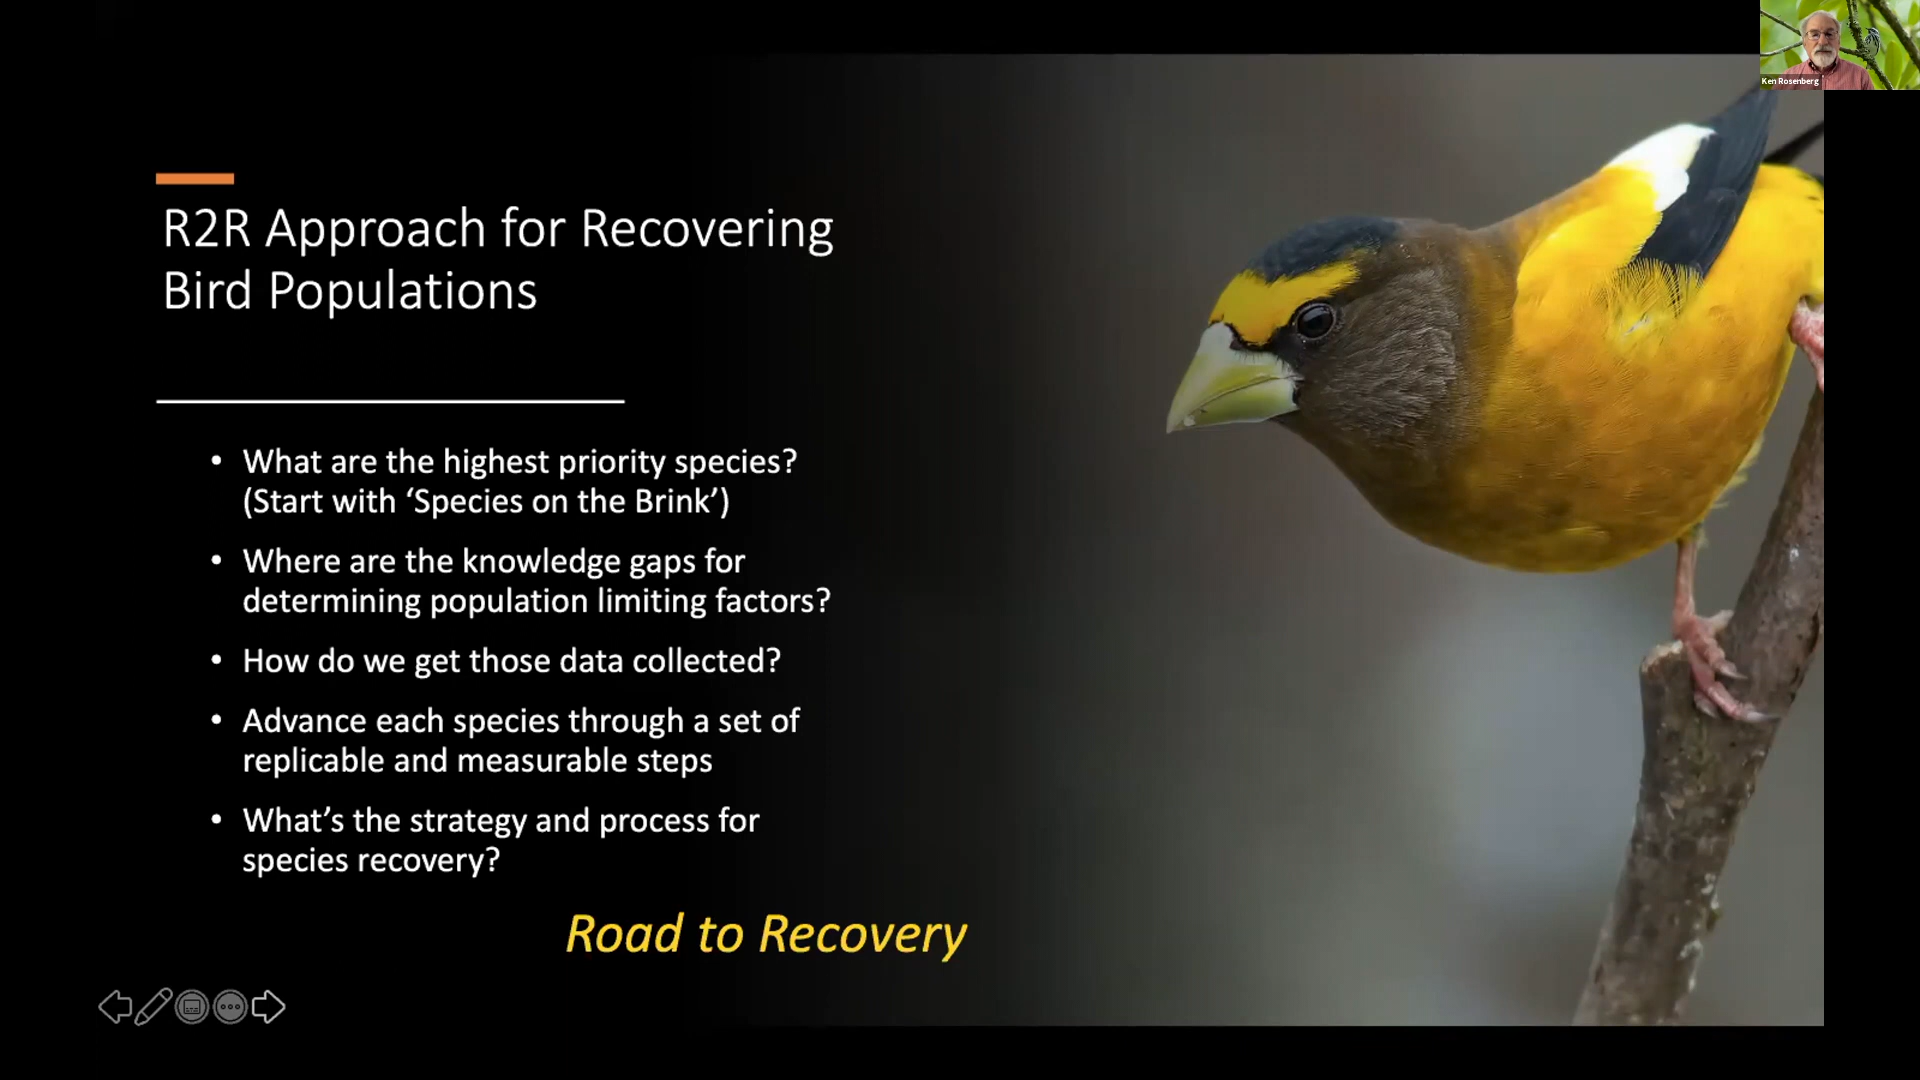 Ken Rosenberg
R2R Approach for Recovering
Bird Populations
• What are the highest priority species?
(Start with ‘Species on the Brink’)
• Where are the knowledge gaps for
determining population limiting factors?
• How do we get those data collected?
• Advance each species through a set of
replicable and measurable steps
• What’s the strategy and process for
species recovery?
Road to Recovery